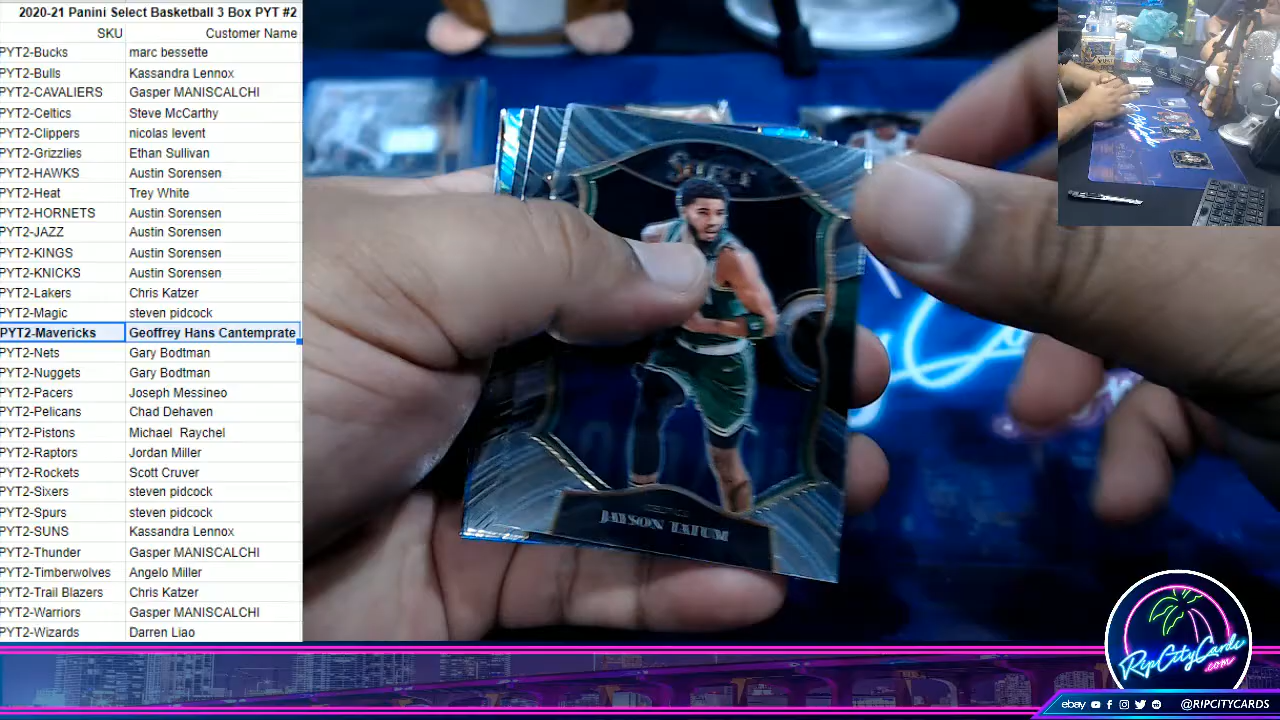 2020-21 Panini Select Basketball 3 Box PYT #2
SKU Customer Name
PYT2-Bucks marc bessette
PYT2-Bulls Kassandra Lennox
PYT2-CAVALIERS Gasper MANISCALCHI
PYT2-Celtics Steve McCarthy
PYT2-Clippers nicolas levent
PYT2-Grizzlies Ethan Sullivan
PYT2-HAWKS Austin Sorensen
PYT2-Heat Trey White
PYT2-HORNETS Austin Sorensen
PYT2-JAZZ Austin Sorensen
PYT2-KINGS Austin Sorensen
PYT2-KNICKS Austin Sorensen
PYT2-Lakers Chris Katzer
PYT2-Magic steven pidcock
PYT2-Mavericks Geoffrey Hans Cantemprate
PYT2-Nets Gary Bodtman
PYT2-Nuggets Gary Bodtman
PYT2-Pacers Joseph Messineo
PYT2-Pelicans Chad Dehaven
PYT2-Pistons Michael Raychel
PYT2-Raptors Jordan Miller
PYT2-Rockets Scott Cruver
PYT2-Sixers steven pidcock
PYT2-Spurs steven pidcock
PYT2-SUNS Kassandra Lennox
PYT2-Thunder Gasper MANISCALCHI
PYT2-Timberwolves Angelo Miller
PYT2-Trail Blazers Chris Katzer
PYT2-Warriors Gasper MANISCALCHI
PYT2-Wizards Darren Liao
SELECT
JAYSON TATUM
RipCityCards
.com
ebay @RIPCITYCARDS